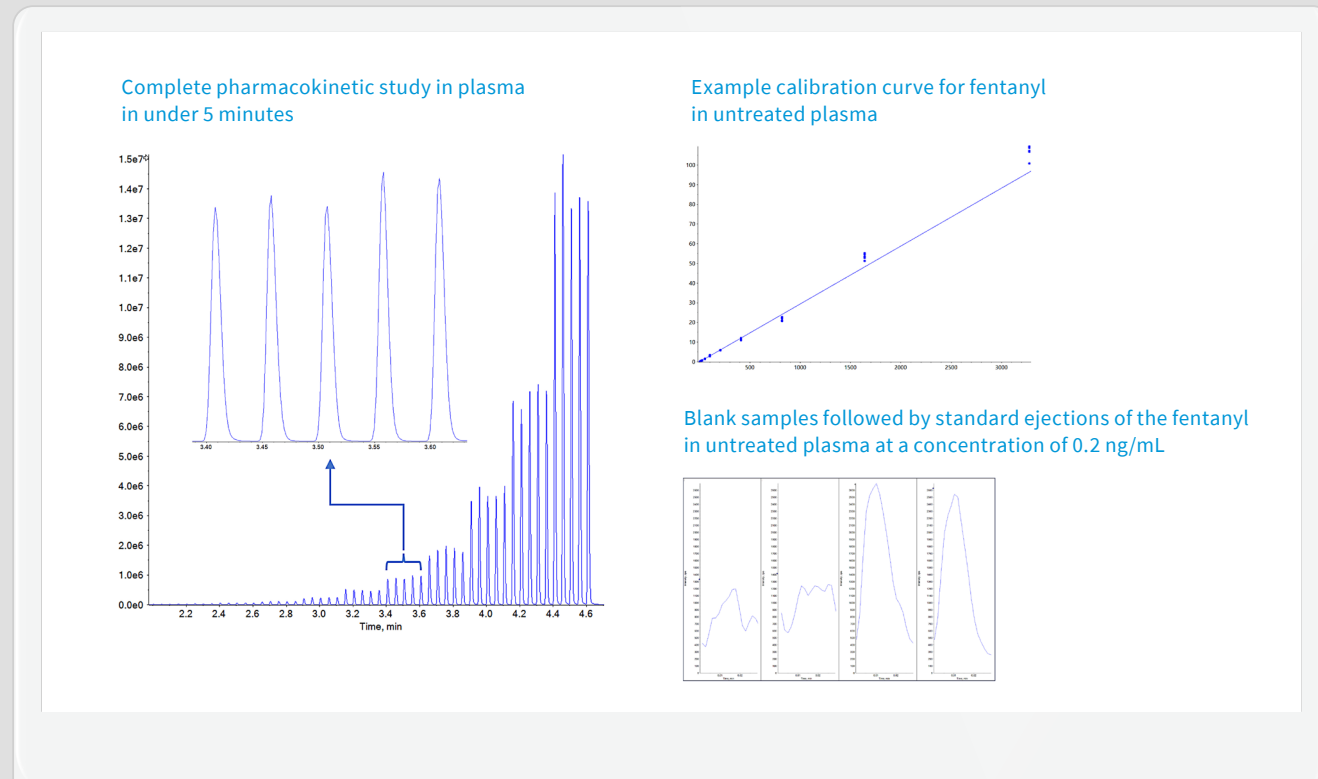 Complete pharmacokinetic study in plasma
in under 5 minutes
1.5e7
1.4e7
1.3e7
1.2e7
1.1e7
1.0e7
9.0e6
8.0e6
7.0e6
6.0e6
5.0e6
4.0e6
3.0e6
2.0e6
1.0e6
0.0e0
3.40 3.45 3.50 3.55 3.60
2.2 2.4 2.6 2.8 3.0 3.2 3.4 3.6 3.8 4.0 4.2 4.4 4.6
Time, min
Example calibration curve for fentanyl
in untreated plasma
100
90
80
70
60
50
40
30
20
10
0
500 1000 1500 2000 2500 3000
Blank samples followed by standard ejections of the fentanyl
in untreated plasma at a concentration of 0.2 ng/mL